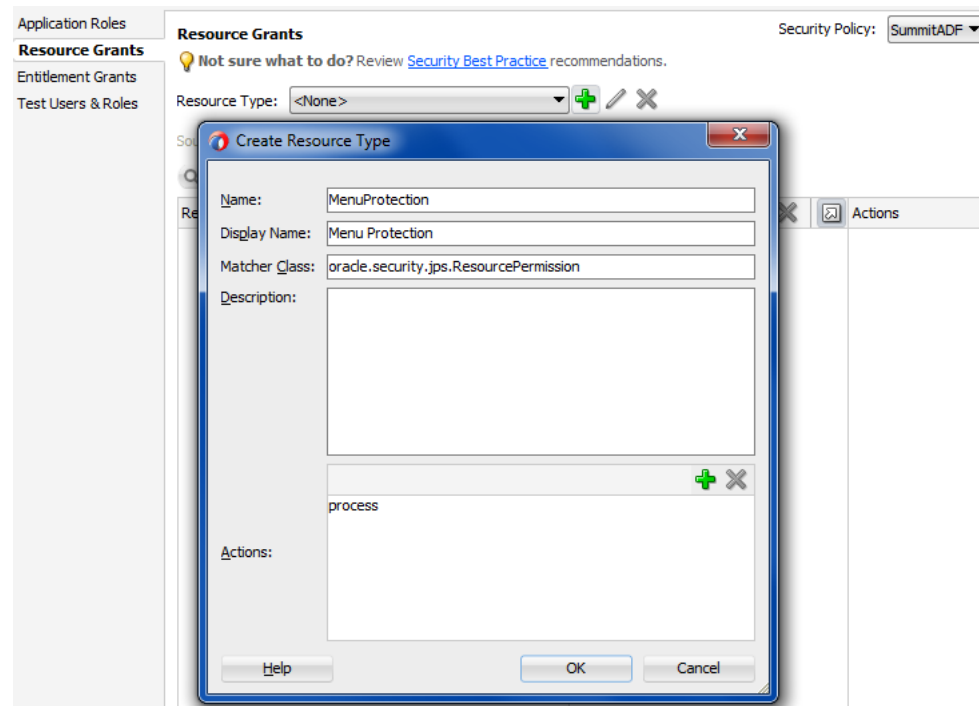 Application Roles
Resource Grants
Entitlement Grants
Test Users & Roles
Resource Grants
Security Policy: SummitADF
Not sure what to do? Review Security Best Practice recommendations.
Resource Type: <None>
Sou
Re
Actions
Create Resource Type
Name: MenuProtection
Display Name: Menu Protection
Matcher Class: oracle.security.jps.ResourcePermission
Description:
process
Actions:
Help OK Cancel